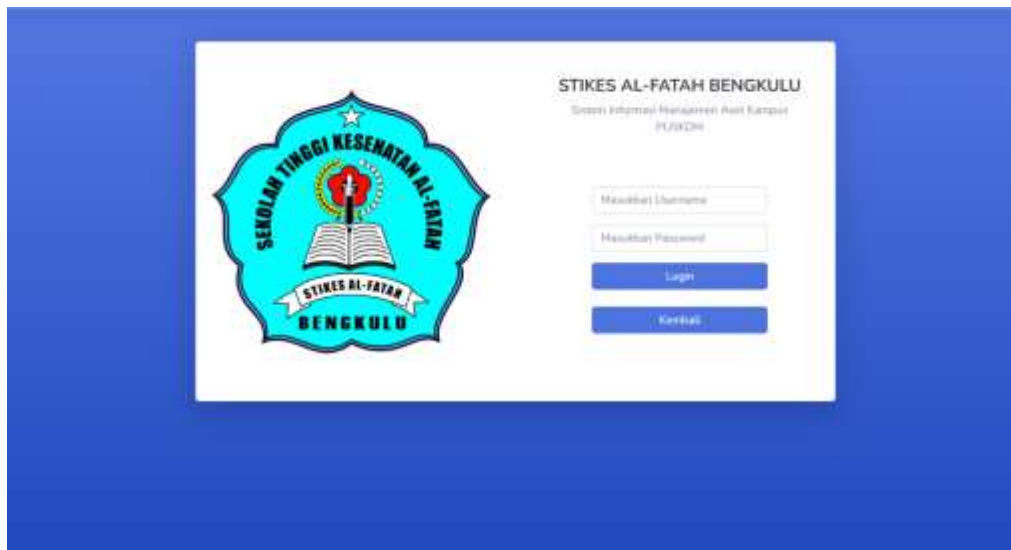 SEKOLAH TINGGI KESEHATAN AL-FATAH
STIKES AL-FATAH
BENGKULU
STIKES AL-FATAH BENGKULU
Sistem Informasi Manajemen Aset Kampus
PUSKOM
Masukkan Username
Masukkan Password
Login
Kembali